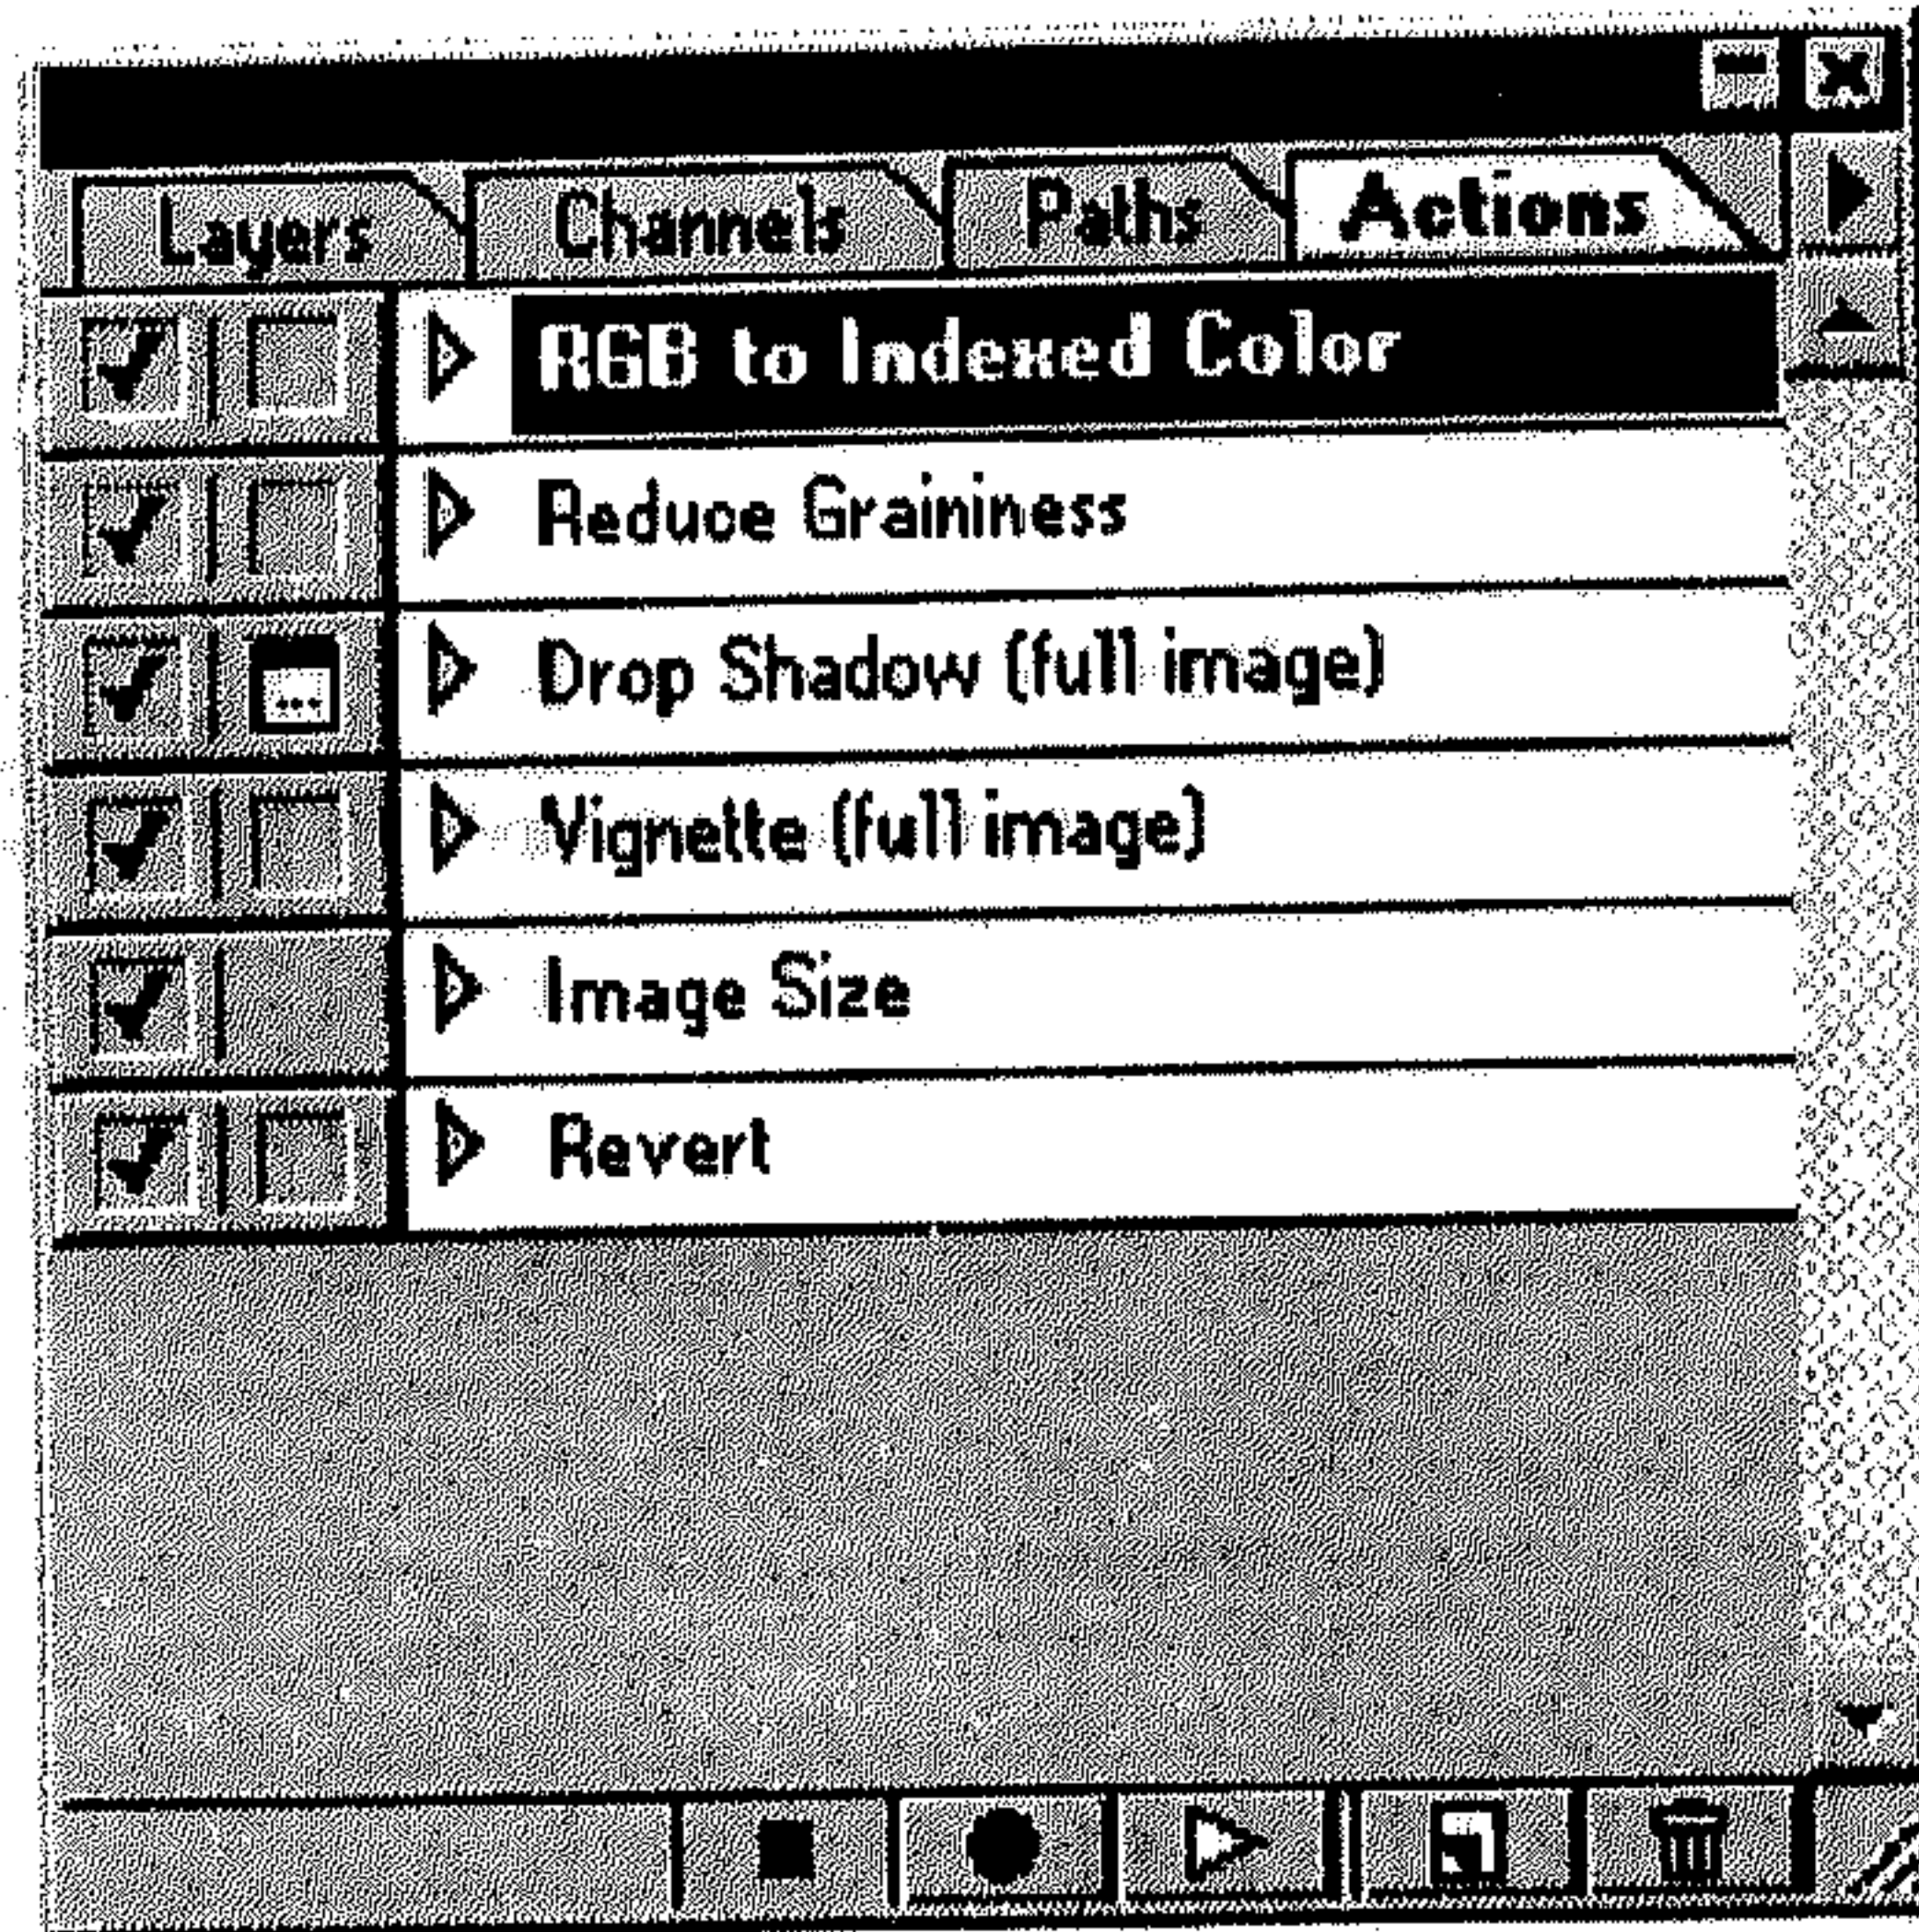 Layers Channels Paths Actions
RGB to Indexed Color
Reduce Graininess
Drop Shadow (full image)
Vignette (full image)
Image Size
Revert